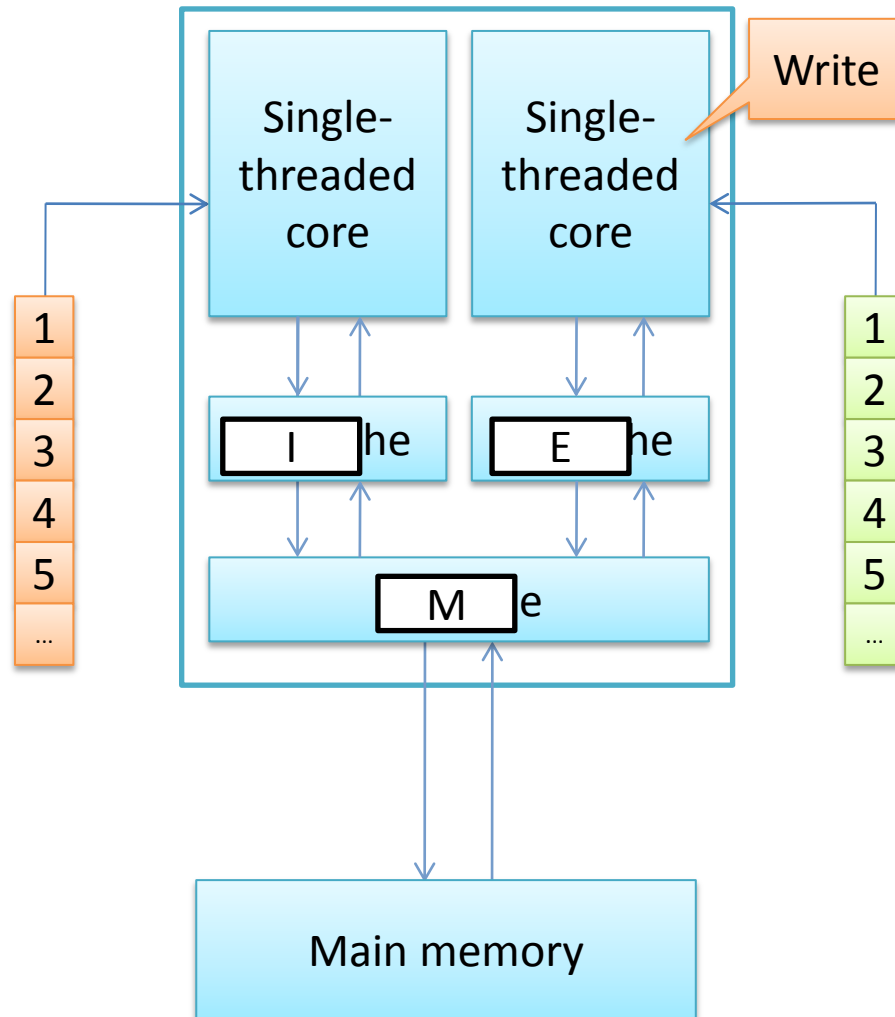 Single-
threaded
core
Single-
threaded
core
Write
1
2
3
4
5
...
1
2
3
4
5
...
I he
E he
M e
Main memory